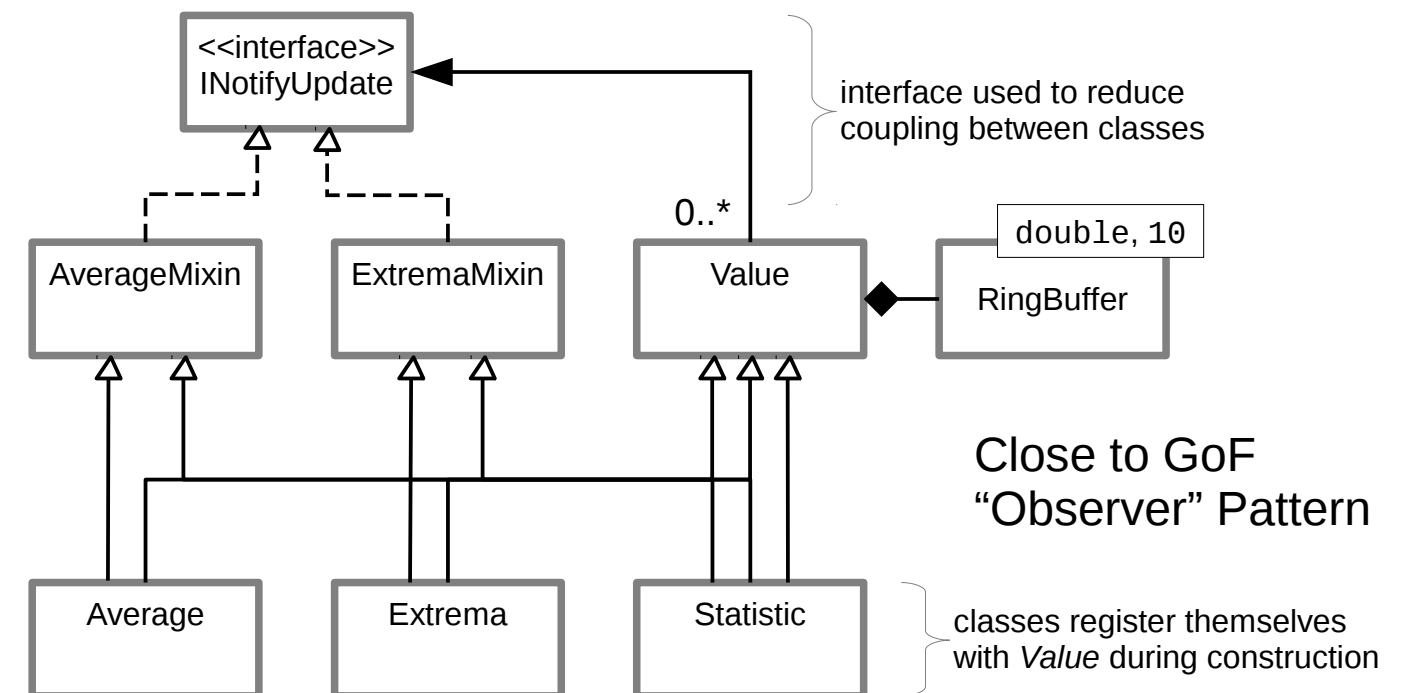 <<interface>>
INotifyUpdate
interface used to reduce
coupling between classes
0..*
double, 10
AverageMixin
ExtremaMixin
Value
RingBuffer
Close to GoF
“Observer” Pattern
Average
Extrema
Statistic
classes register themselves
with Value during construction